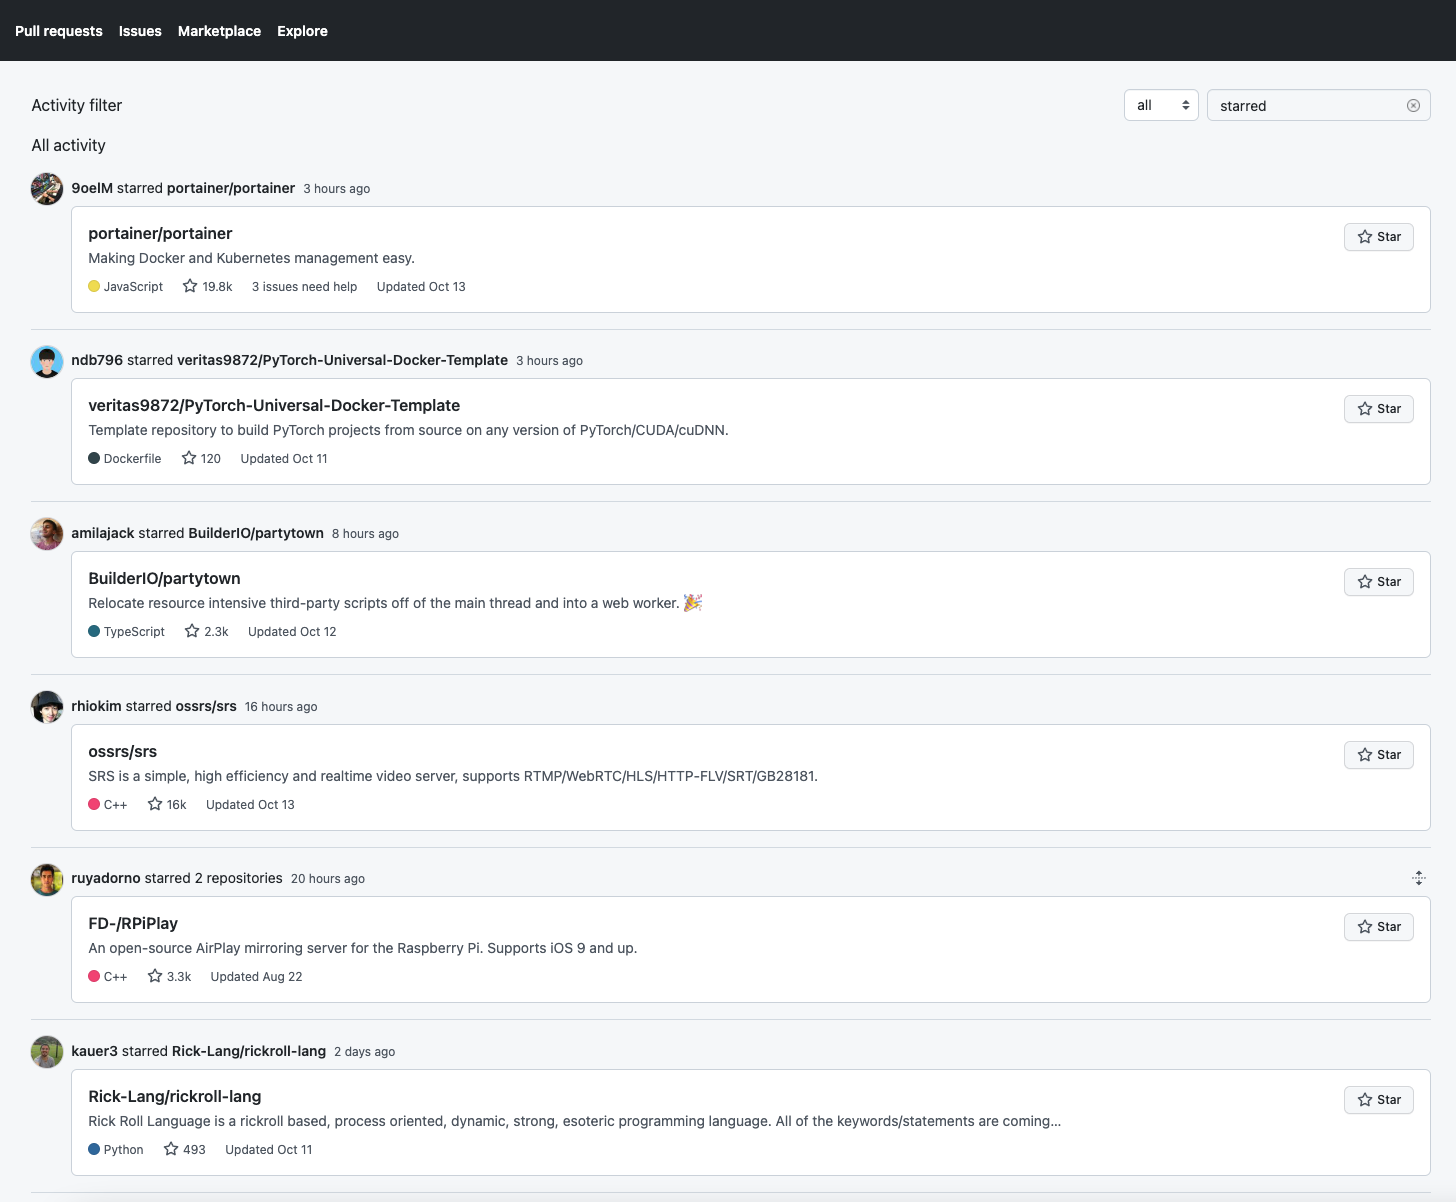 Pull requests Issues Marketplace Explore
Activity filter all starred
All activity
9oelM starred portainer/portainer 3 hours ago
portainer/portainer Star
Making Docker and Kubernetes management easy.
JavaScript 19.8k 3 issues need help Updated Oct 13
ndb796 starred veritas9872/PyTorch-Universal-Docker-Template 3 hours ago
veritas9872/PyTorch-Universal-Docker-Template Star
Template repository to build PyTorch projects from source on any version of PyTorch/CUDA/cuDNN.
Dockerfile 120 Updated Oct 11
amilajack starred BuilderIO/partytown 8 hours ago
BuilderIO/partytown Star
Relocate resource intensive third-party scripts off of the main thread and into a web worker. 🎉
TypeScript 2.3k Updated Oct 12
rhiokim starred ossrs/srs 16 hours ago
ossrs/srs Star
SRS is a simple, high efficiency and realtime video server, supports RTMP/WebRTC/HLS/HTTP-FLV/SRT/GB28181.
C++ 16k Updated Oct 13
ruyadorno starred 2 repositories 20 hours ago
FD-/RPiPlay Star
An open-source AirPlay mirroring server for the Raspberry Pi. Supports iOS 9 and up.
C++ 3.3k Updated Aug 22
kauer3 starred Rick-Lang/rickroll-lang 2 days ago
Rick-Lang/rickroll-lang Star
Rick Roll Language is a rickroll based, process oriented, dynamic, strong, esoteric programming language. All of the keywords/statements are coming…
Python 493 Updated Oct 11